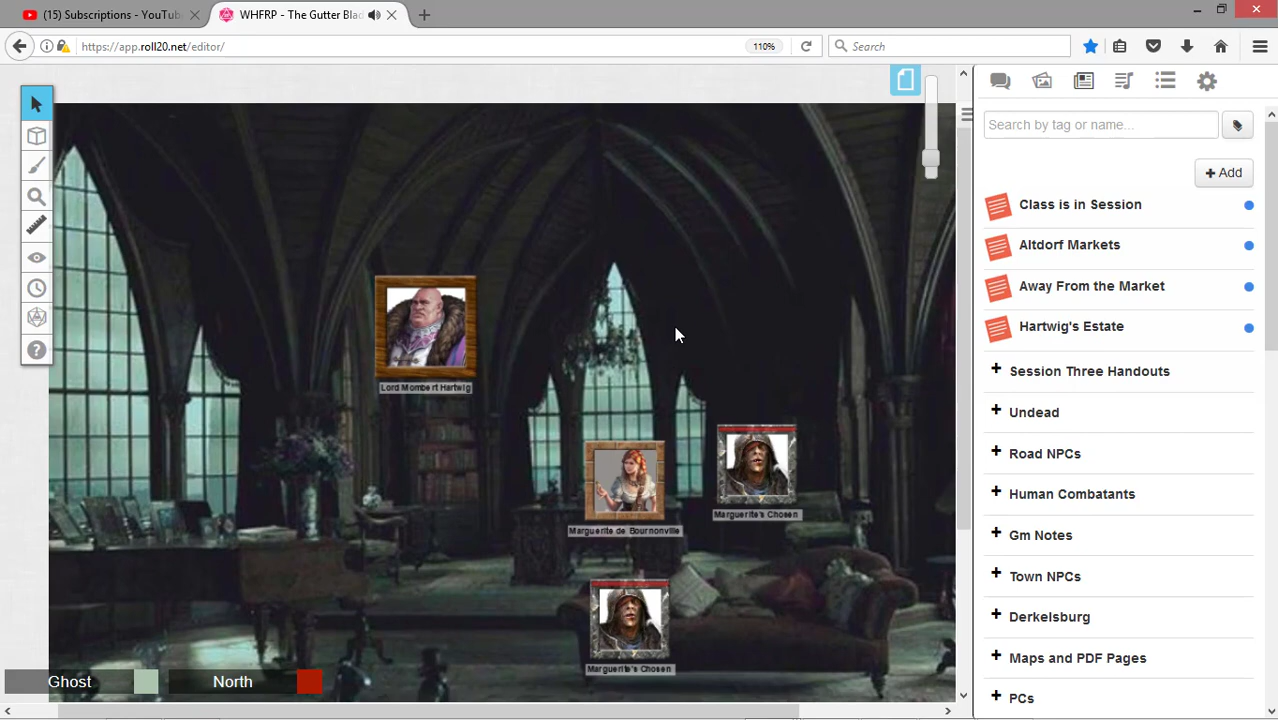 (15) Subscriptions - YouTub
WHFRP - The Gutter Blad
https://app.roll20.net/editor/
110%
Search
Search by tag or name...
+ Add
Class is in Session
Altdorf Markets
Away From the Market
Hartwig's Estate
+ Session Three Handouts
+ Undead
+ Road NPCs
+ Human Combatants
+ Gm Notes
+ Town NPCs
+ Derkelsburg
+ Maps and PDF Pages
+ PCs
Lord Mombert Hartwig
Marguerite's Chosen
Marguerite de Bournonville
Marguerite's Chosen
Ghost
North